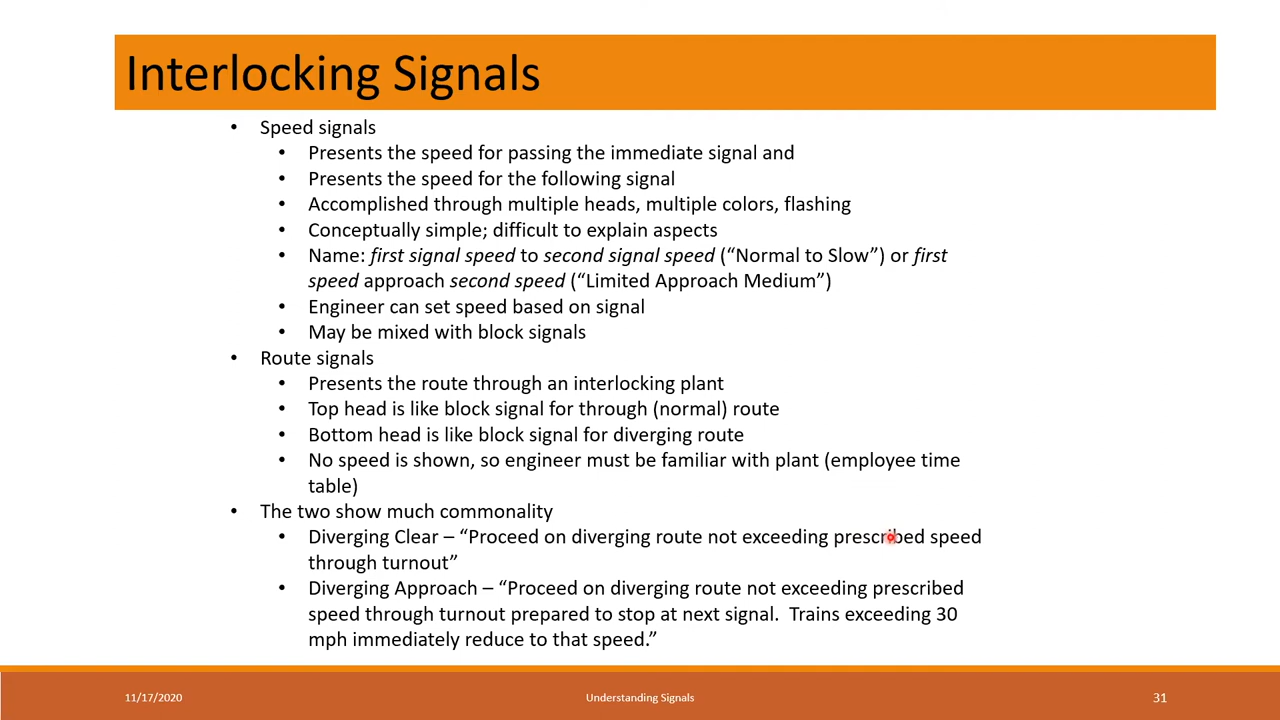 Interlocking Signals
• Speed signals
• Presents the speed for passing the immediate signal and
• Presents the speed for the following signal
• Accomplished through multiple heads, multiple colors, flashing
• Conceptually simple; difficult to explain aspects
• Name: first signal speed to second signal speed (“Normal to Slow”) or first
speed approach second speed (“Limited Approach Medium”)
• Engineer can set speed based on signal
• May be mixed with block signals
• Route signals
• Presents the route through an interlocking plant
• Top head is like block signal for through (normal) route
• Bottom head is like block signal for diverging route
• No speed is shown, so engineer must be familiar with plant (employee time
table)
• The two show much commonality
• Diverging Clear – “Proceed on diverging route not exceeding prescribed speed
through turnout”
• Diverging Approach – “Proceed on diverging route not exceeding prescribed
speed through turnout prepared to stop at next signal.  Trains exceeding 30
mph immediately reduce to that speed.”
11/17/2020
Understanding Signals
31